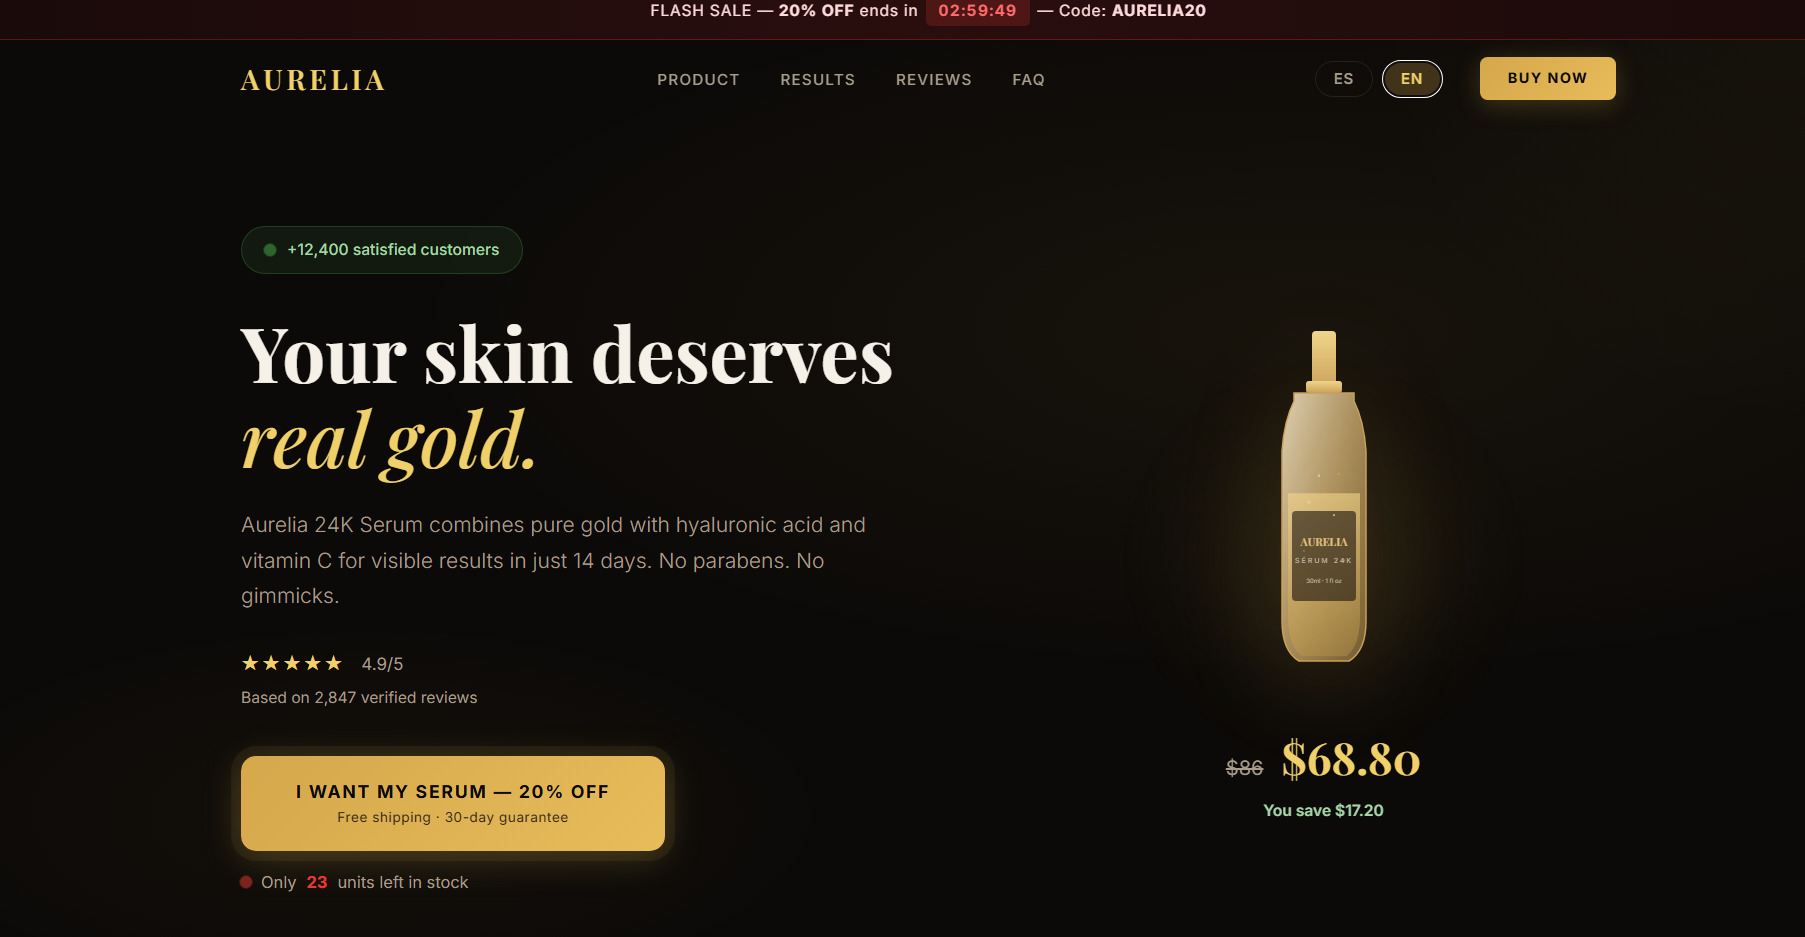 FLASH SALE — 20% OFF ends in 02:59:49 — Code: AURELIA20
AURELIA
PRODUCT RESULTS REVIEWS FAQ
ES EN BUY NOW
+12,400 satisfied customers
Your skin deserves
real gold.
Aurelia 24K Serum combines pure gold with hyaluronic acid and
vitamin C for visible results in just 14 days. No parabens. No
gimmicks.
★★★★★ 4.9/5
Based on 2,847 verified reviews
I WANT MY SERUM — 20% OFF
Free shipping · 30-day guarantee
Only 23 units left in stock
AURELIA
SÉRUM 24K
30ml · 1 fl oz
$86 $68.80
You save $17.20